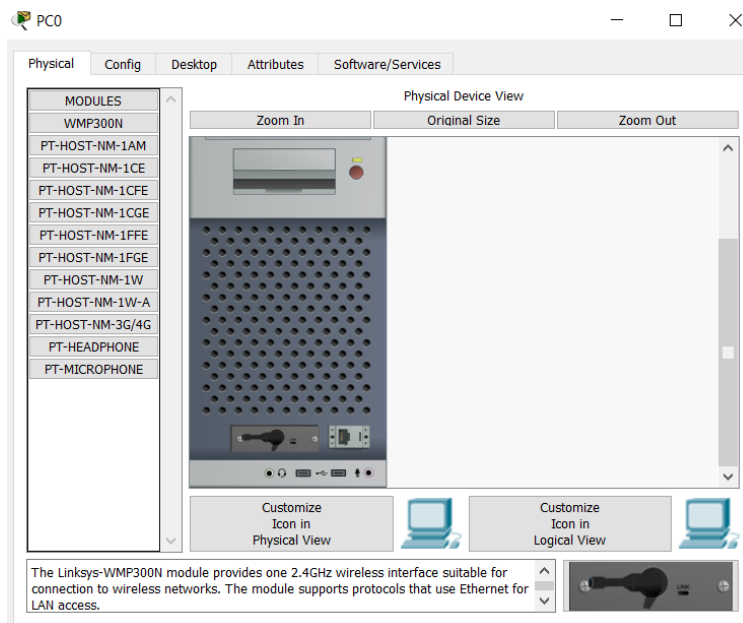 PC0
Physical Config Desktop Attributes Software/Services
MODULES
WMP300N
PT-HOST-NM-1AM
PT-HOST-NM-1CE
PT-HOST-NM-1CFE
PT-HOST-NM-1CGE
PT-HOST-NM-1FFE
PT-HOST-NM-1FGE
PT-HOST-NM-1W
PT-HOST-NM-1W-A
PT-HOST-NM-3G/4G
PT-HEADPHONE
PT-MICROPHONE
Physical Device View
Zoom In Original Size Zoom Out
Customize
Icon in
Physical View
Customize
Icon in
Logical View
The Linksys-WMP300N module provides one 2.4GHz wireless interface suitable for
connection to wireless networks. The module supports protocols that use Ethernet for
LAN access.
LINK